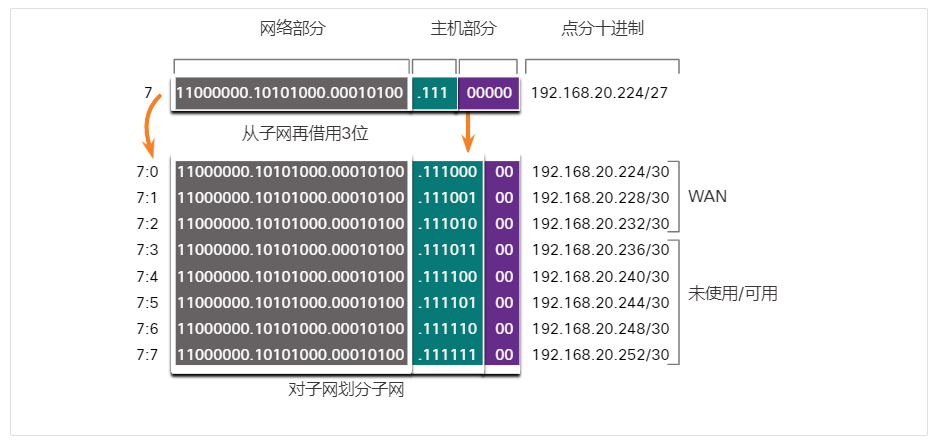 网络部分 主机部分 点分十进制
7 11000000.10101000.00010100 .111 00000 192.168.20.224/27
从子网再借用3位
7:0 11000000.10101000.00010100 .111000 00 192.168.20.224/30
7:1 11000000.10101000.00010100 .111001 00 192.168.20.228/30
WAN
7:2 11000000.10101000.00010100 .111010 00 192.168.20.232/30
7:3 11000000.10101000.00010100 .111011 00 192.168.20.236/30
7:4 11000000.10101000.00010100 .111100 00 192.168.20.240/30
未使用/可用
7:5 11000000.10101000.00010100 .111101 00 192.168.20.244/30
7:6 11000000.10101000.00010100 .111110 00 192.168.20.248/30
7:7 11000000.10101000.00010100 .111111 00 192.168.20.252/30
对子网划分子网